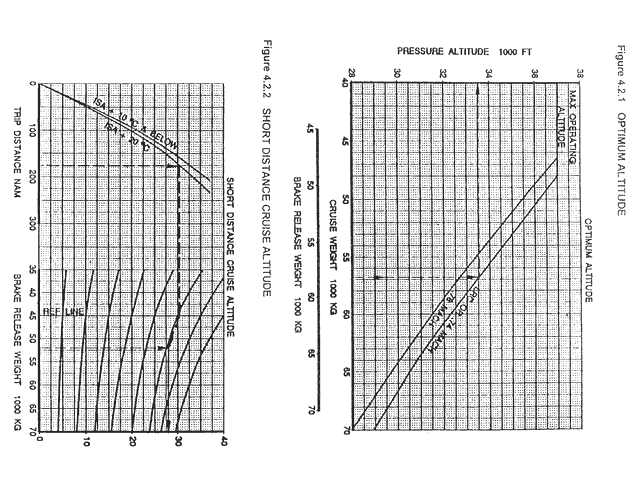 Figure 4.2.1 OPTIMUM ALTITUDE
OPTIMUM ALTITUDE
PRESSURE ALTITUDE 1000 FT
28 30 32 34 36 38
MAX OPERATING
ALTITUDE
LRC OR .74 MACH
.78 MACH
40 45 50 55 60 65 70
CRUISE WEIGHT 1000 KG
45 50 55 60 65 70
BRAKE RELEASE WEIGHT 1000 KG
Figure 4.2.2 SHORT DISTANCE CRUISE ALTITUDE
SHORT DISTANCE CRUISE ALTITUDE
ISA + 10 °C & BELOW
ISA + 20 °C
REF LINE
0 10 20 30 40
0 100 200 300
35 40 45 50 55 60 65 70
TRIP DISTANCE NAM
BRAKE RELEASE WEIGHT 1000 KG